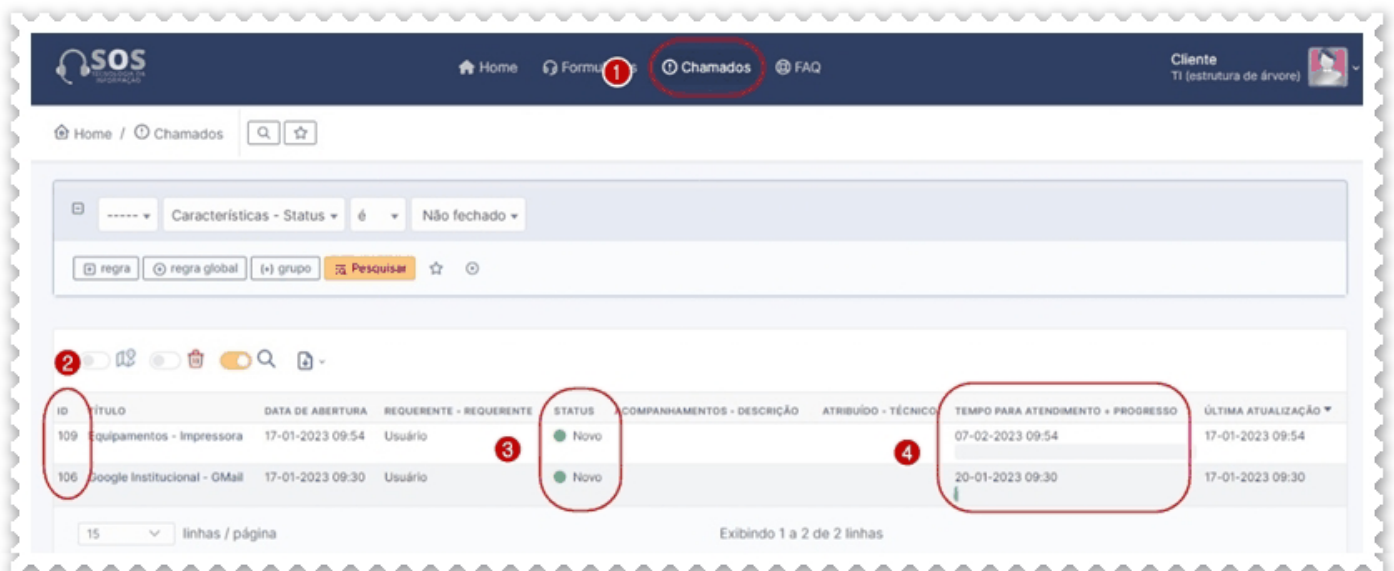 SOS
TECNOLOGIA DA
INFORMAÇÃO
Home
1
Chamados
FAQ
Cliente
TI (estrutura de árvore)
Home / Chamados
----- Características - Status é Não fechado
regra regra global (+) grupo Pesquisar
2
ID TÍTULO DATA DE ABERTURA REQUERENTE - REQUERENTE STATUS ACOMPANHAMENTOS - DESCRIÇÃO ATRIBUÍDO - TÉCNICO TEMPO PARA ATENDIMENTO + PROGRESSO ÚLTIMA ATUALIZAÇÃO
109 Equipamentos - Impressora 17-01-2023 09:54 Usuário Novo 07-02-2023 09:54 17-01-2023 09:54
3
4
106 Google Institucional - GMail 17-01-2023 09:30 Usuário Novo 20-01-2023 09:30 17-01-2023 09:30
15 linhas / página Exibindo 1 a 2 de 2 linhas